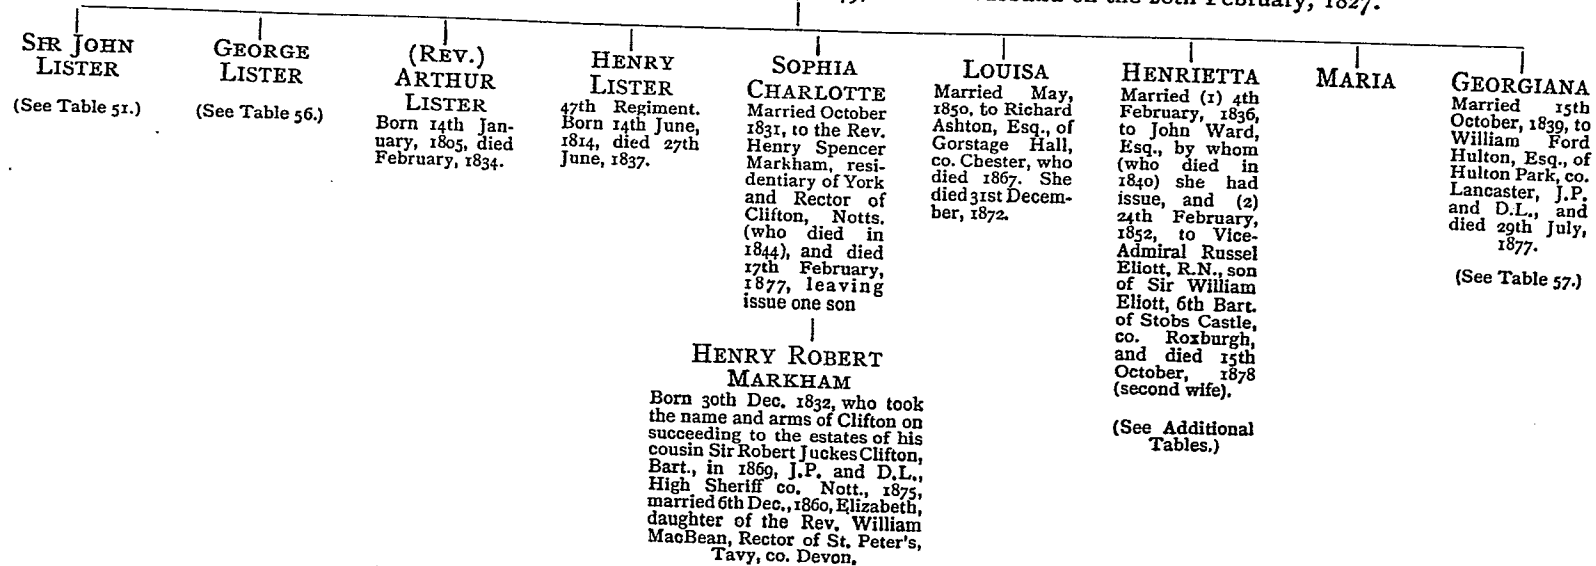 on the 20th February, 1827.
SIR JOHN
LISTER
(See Table 51.)
GEORGE
LISTER
(See Table 56.)
(REV.)
ARTHUR
LISTER
Born 14th Jan-
uary, 1805, died
February, 1834.
HENRY
LISTER
47th Regiment.
Born 14th June,
1814, died 27th
June, 1837.
SOPHIA
CHARLOTTE
Married October
1831, to the Rev.
Henry Spencer
Markham, resi-
dentiary of York
and Rector of
Clifton, Notts.
(who died in
1844), and died
17th February,
1877, leaving
issue one son
HENRY ROBERT
MARKHAM
Born 30th Dec. 1832, who took
the name and arms of Clifton on
succeeding to the estates of his
cousin Sir Robert Juckes Clifton,
Bart., in 1869, J.P. and D.L.,
High Sheriff co. Nott., 1875,
married 6th Dec., 1860, Elizabeth,
daughter of the Rev. William
MacBean, Rector of St. Peter's,
Tavy, co. Devon.
LOUISA
Married May,
1850, to Richard
Ashton, Esq., of
Gorstage Hall,
co. Chester, who
died 1867. She
died 31st Decem-
ber, 1872.
HENRIETTA
Married (1) 4th
February, 1836,
to John Ward,
Esq., by whom
(who died in
1840) she had
issue, and (2)
24th February,
1852, to Vice-
Admiral Russel
Eliott, R.N., son
of Sir William
Eliott, 6th Bart.
of Stobs Castle,
co. Roxburgh,
and died 15th
October, 1878
(second wife).
(See Additional
Tables.)
MARIA
GEORGIANA
Married 15th
October, 1839, to
William Ford
Hulton, Esq., of
Hulton Park, co.
Lancaster, J.P.
and D.L., and
died 29th July,
1877.
(See Table 57.)